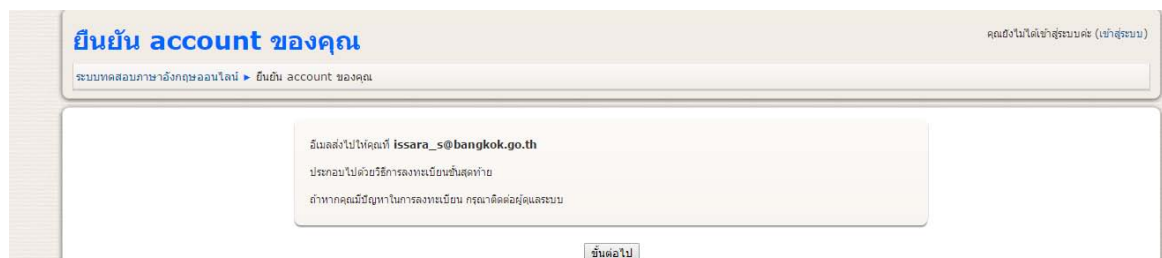 ยืนยัน account ของคุณ
คุณยังไม่ได้เข้าสู่ระบบค่ะ (เข้าสู่ระบบ)
ระบบทดสอบภาษาอังกฤษออนไลน์ ► ยืนยัน account ของคุณ
อีเมลส่งไปให้คุณที่ issara_s@bangkok.go.th
ประกอบไปด้วยวิธีการลงทะเบียนขั้นสุดท้าย
ถ้าหากคุณมีปัญหาในการลงทะเบียน กรุณาติดต่อผู้ดูแลระบบ
ขั้นต่อไป